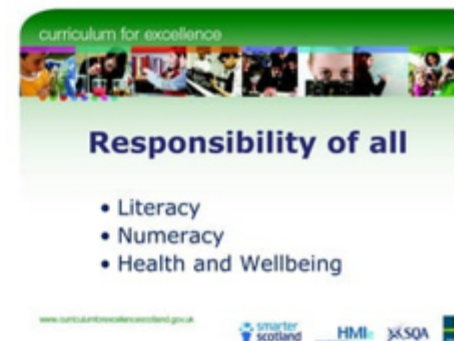 curriculum for excellence
Responsibility of all
• Literacy
• Numeracy
• Health and Wellbeing
www.curriculumforexcellencescotland.gov.uk
smarter
scotland
HMIe
SQA